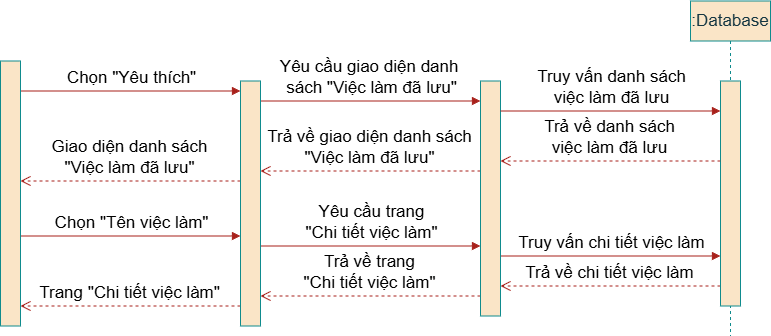 :Database
Chọn "Yêu thích"
Yêu cầu giao diện danh
sách "Việc làm đã lưu"
Truy vấn danh sách
việc làm đã lưu
Trả về danh sách
việc làm đã lưu
Trả về giao diện danh sách
"Việc làm đã lưu"
Giao diện danh sách
"Việc làm đã lưu"
Chọn "Tên việc làm"
Yêu cầu trang
"Chi tiết việc làm"
Truy vấn chi tiết việc làm
Trả về chi tiết việc làm
Trả về trang
"Chi tiết việc làm"
Trang "Chi tiết việc làm"